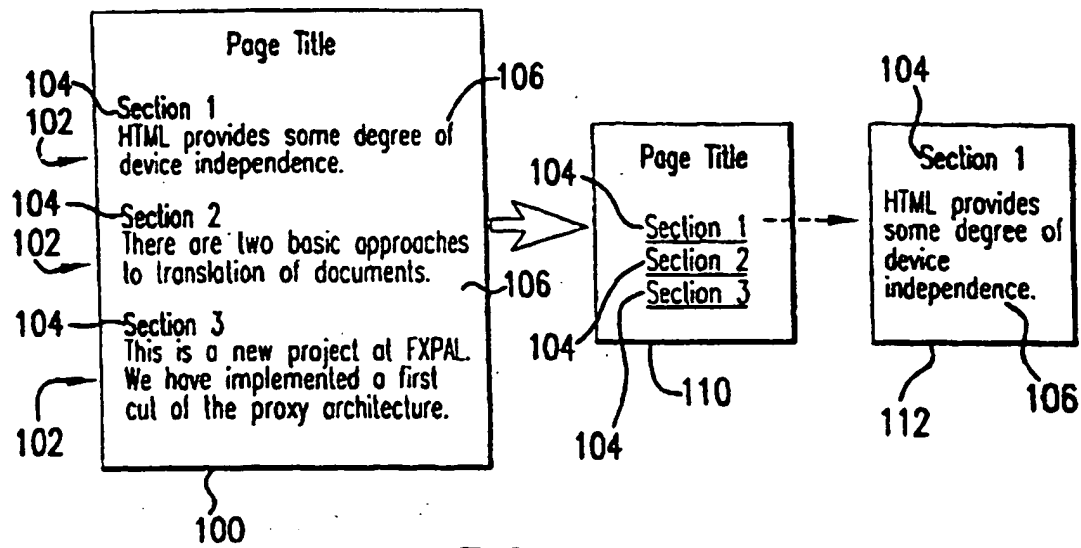 Page Title
104
Section 1
106
102
HTML provides some degree of
device independence.
104
Section 2
102
There are two basic approaches
to translation of documents.
106
104
Section 3
This is a new project at FXPAL.
We have implemented a first
cut of the proxy architecture.
102
100
Page Title
104
Section 1
Section 2
Section 3
104
104
110
104
Section 1
HTML provides
some degree of
device
independence.
106
112